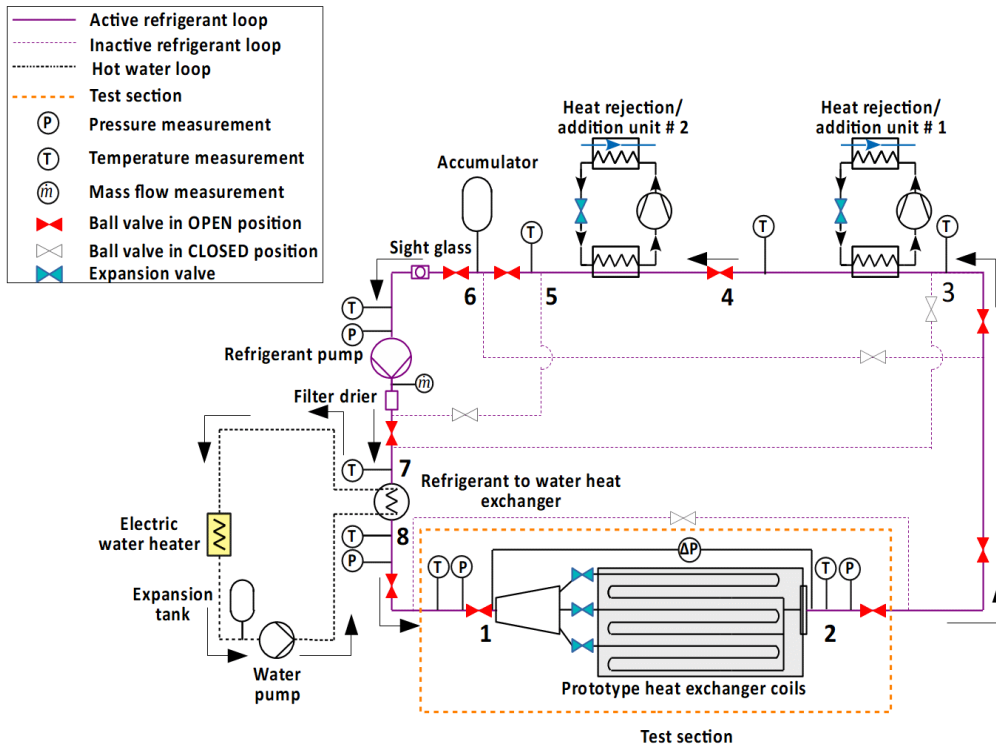 Active refrigerant loop
Inactive refrigerant loop
Hot water loop
Test section
P
Pressure measurement
T
Temperature measurement
ṁ
Mass flow measurement
Ball valve in OPEN position
Ball valve in CLOSED position
Expansion valve
Heat rejection/
addition unit # 2
Heat rejection/
addition unit # 1
Accumulator
Sight glass
T
T
T
6
5
4
3
T
P
Refrigerant pump
ṁ
Filter drier
T
7
Refrigerant to water heat
exchanger
Electric
water heater
T
8
P
Expansion
tank
Water
pump
T
P
ΔP
T
P
1
2
Prototype heat exchanger coils
Test section